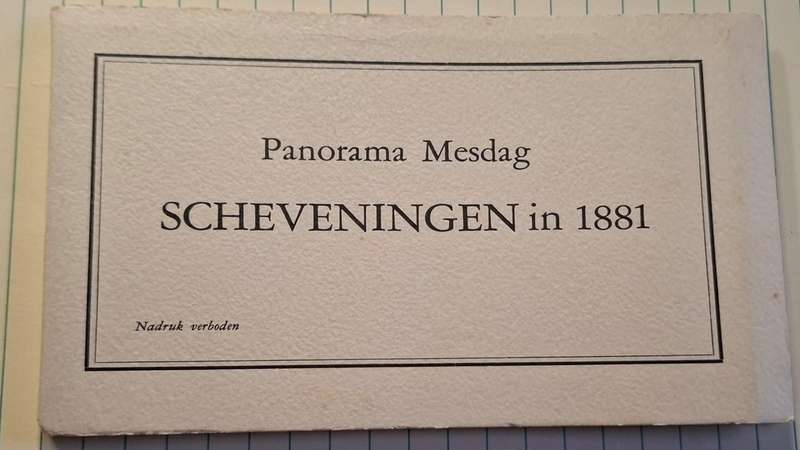 Panorama Mesdag
SCHEVENINGEN in 1881
Nadruk verboden